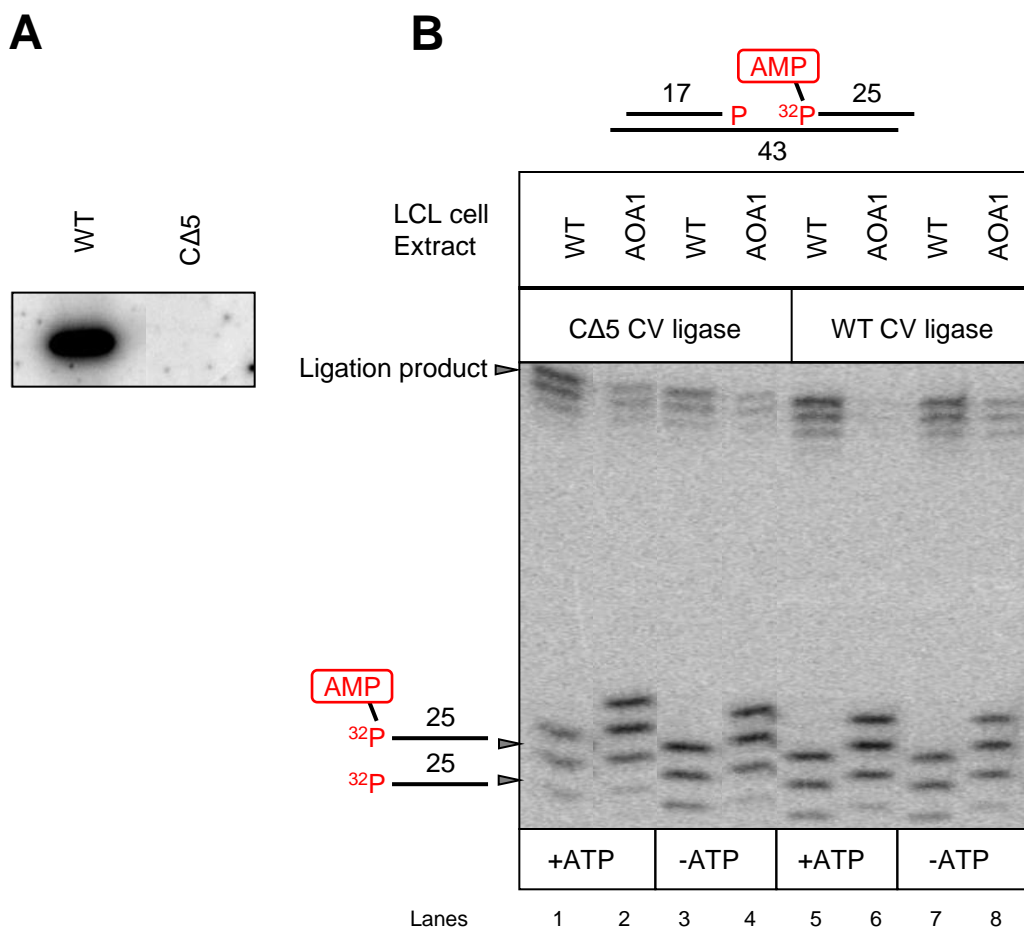 A
WT
CΔ5
B
AMP
17 P ³²P 25
43
LCL cell
Extract
WT AOA1 WT AOA1 WT AOA1 WT AOA1
CΔ5 CV ligase WT CV ligase
Ligation product
AMP
³²P 25
³²P 25
+ATP -ATP +ATP -ATP
Lanes 1 2 3 4 5 6 7 8